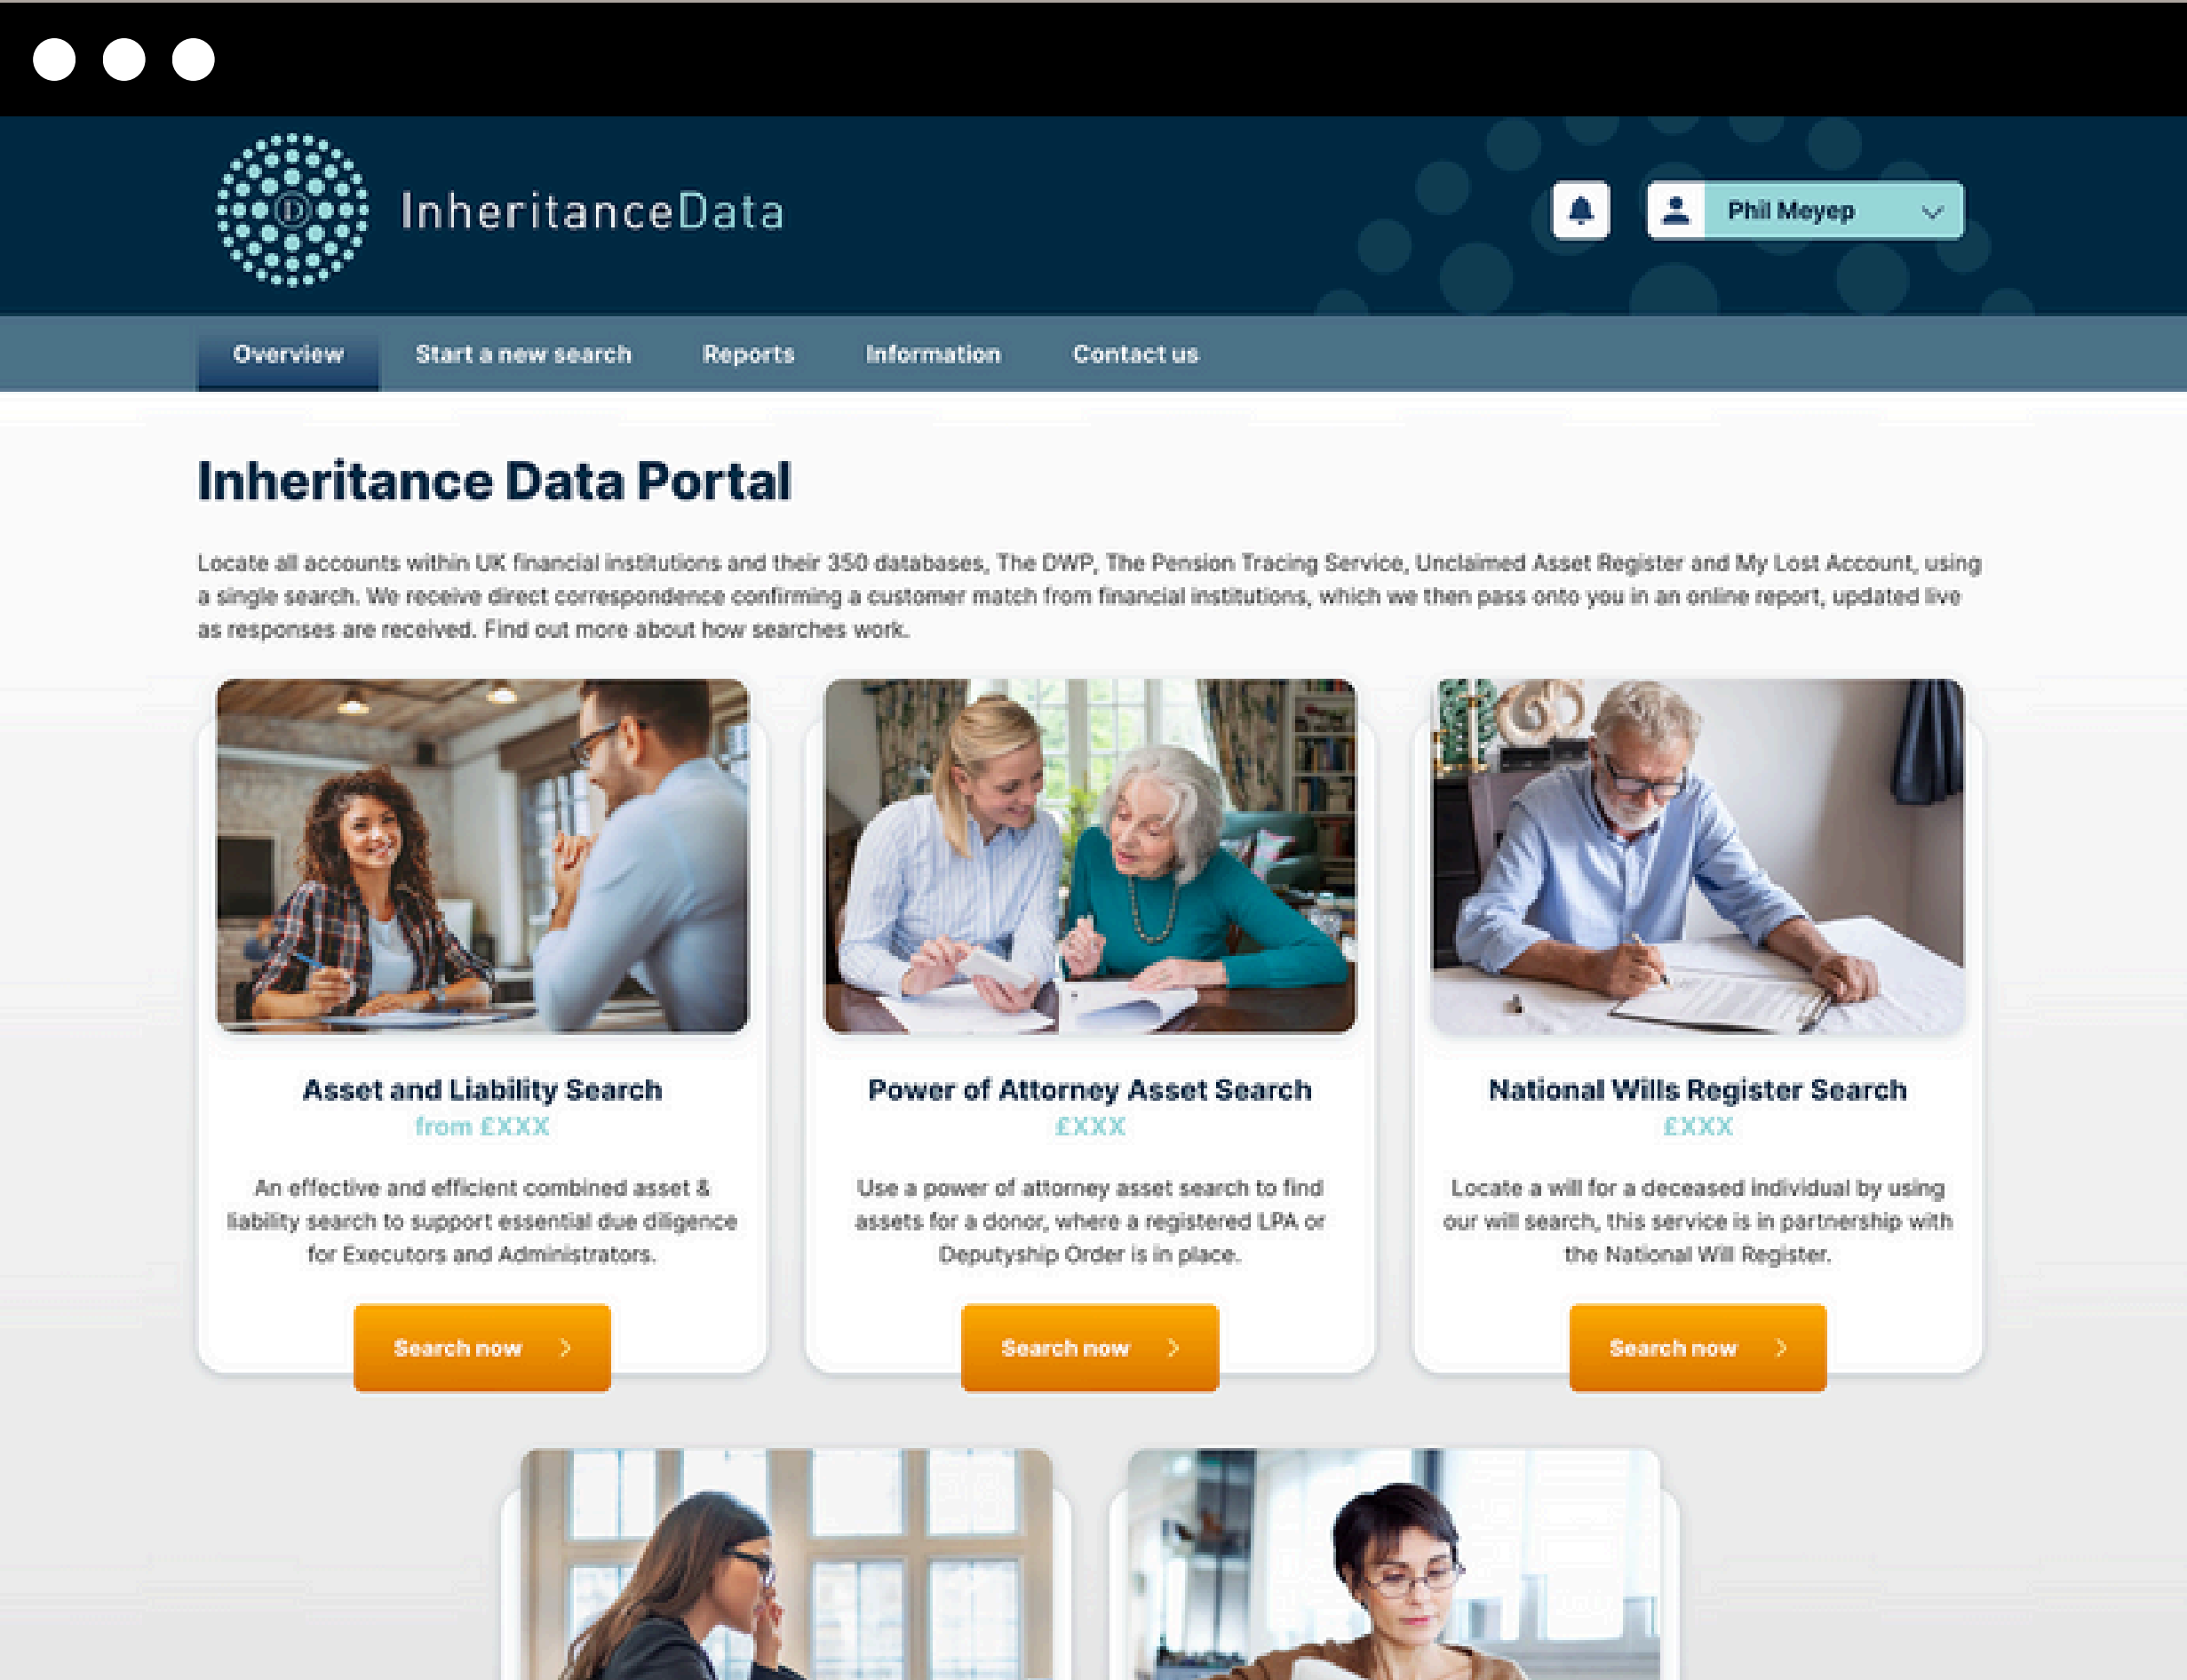 InheritanceData
Phil Meyep
Overview
Start a new search
Reports
Information
Contact us
Inheritance Data Portal
Locate all accounts within UK financial institutions and their 350 databases, The DWP, The Pension Tracing Service, Unclaimed Asset Register and My Lost Account, using
a single search. We receive direct correspondence confirming a customer match from financial institutions, which we then pass onto you in an online report, updated live
as responses are received. Find out more about how searches work.
Asset and Liability Search
from £XXX
An effective and efficient combined asset &
liability search to support essential due diligence
for Executors and Administrators.
Search now
Power of Attorney Asset Search
£XXX
Use a power of attorney asset search to find
assets for a donor, where a registered LPA or
Deputyship Order is in place.
Search now
National Wills Register Search
£XXX
Locate a will for a deceased individual by using
our will search, this service is in partnership with
the National Will Register.
Search now